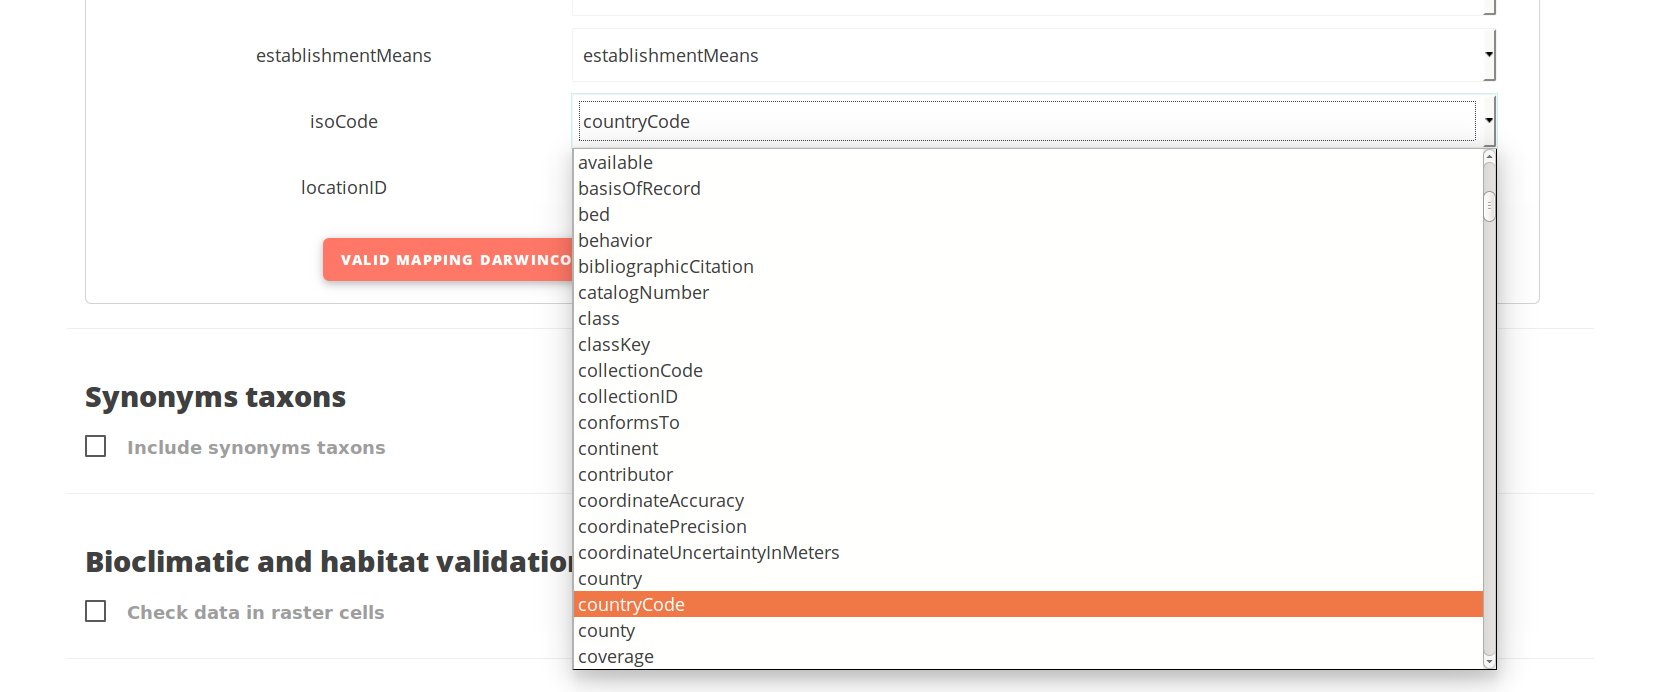 establishmentMeans establishmentMeans
isoCode countryCode
locationID
VALID MAPPING DARWINCO
available
basisOfRecord
bed
behavior
bibliographicCitation
catalogNumber
class
classKey
collectionCode
collectionID
conformsTo
continent
contributor
coordinateAccuracy
coordinatePrecision
coordinateUncertaintyInMeters
country
countryCode
county
coverage
Synonyms taxons
Include synonyms taxons
Bioclimatic and habitat validation
Check data in raster cells